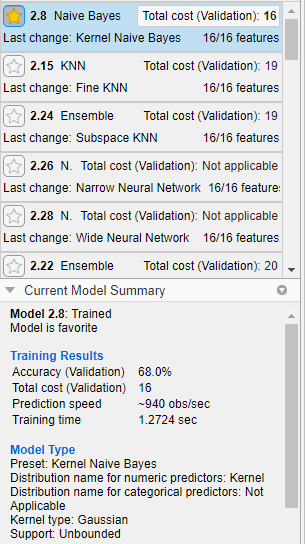 2.8 Naive Bayes Total cost (Validation): 16
Last change: Kernel Naive Bayes 16/16 features
2.15 KNN Total cost (Validation): 19
Last change: Fine KNN 16/16 features
2.24 Ensemble Total cost (Validation): 19
Last change: Subspace KNN 16/16 features
2.26 N. Total cost (Validation): Not applicable
Last change: Narrow Neural Network 16/16 features
2.28 N. Total cost (Validation): Not applicable
Last change: Wide Neural Network 16/16 features
2.22 Ensemble Total cost (Validation): 20
Current Model Summary
Model 2.8: Trained
Model is favorite
Training Results
Accuracy (Validation) 68.0%
Total cost (Validation) 16
Prediction speed ~940 obs/sec
Training time 1.2724 sec
Model Type
Preset: Kernel Naive Bayes
Distribution name for numeric predictors: Kernel
Distribution name for categorical predictors: Not
Applicable
Kernel type: Gaussian
Support: Unbounded